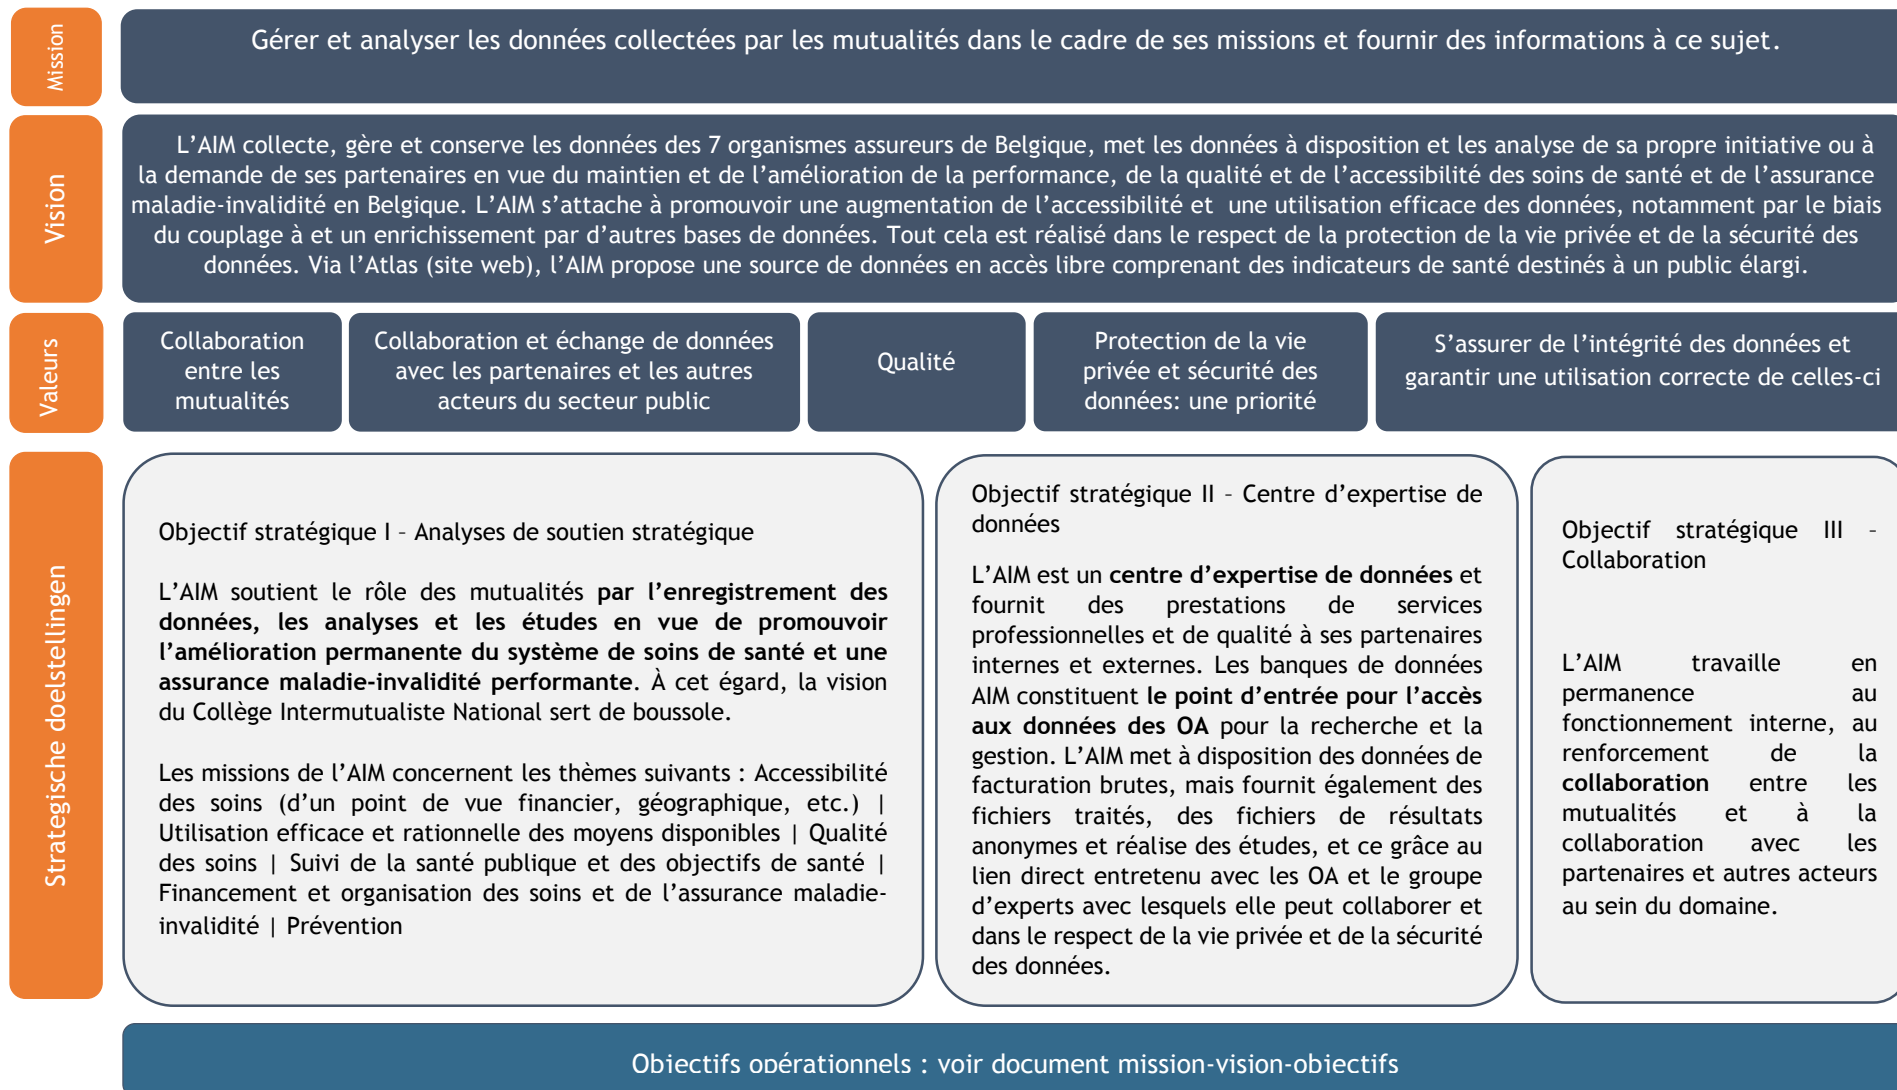 Mission
Gérer et analyser les données collectées par les mutualités dans le cadre de ses missions et fournir des informations à ce sujet.
Vision
L’AIM collecte, gère et conserve les données des 7 organismes assureurs de Belgique, met les données à disposition et les analyse de sa propre initiative ou à
la demande de ses partenaires en vue du maintien et de l’amélioration de la performance, de la qualité et de l’accessibilité des soins de santé et de l’assurance
maladie-invalidité en Belgique. L’AIM s’attache à promouvoir une augmentation de l’accessibilité et  une utilisation efficace des données, notamment par le biais
du couplage à et un enrichissement par d’autres bases de données. Tout cela est réalisé dans le respect de la protection de la vie privée et de la sécurité des
données. Via l’Atlas (site web), l’AIM propose une source de données en accès libre comprenant des indicateurs de santé destinés à un public élargi.
Valeurs
Collaboration
entre les
mutualités
Collaboration et échange de données
avec les partenaires et les autres
acteurs du secteur public
Qualité
Protection de la vie
privée et sécurité des
données: une priorité
S’assurer de l’intégrité des données et
garantir une utilisation correcte de celles-ci
Strategische doelstellingen
Objectif stratégique I – Analyses de soutien stratégique
L’AIM soutient le rôle des mutualités par l’enregistrement des
données, les analyses et les études en vue de promouvoir
l’amélioration permanente du système de soins de santé et une
assurance maladie-invalidité performante. À cet égard, la vision
du Collège Intermutualiste National sert de boussole.
Les missions de l’AIM concernent les thèmes suivants : Accessibilité
des soins (d’un point de vue financier, géographique, etc.) |
Utilisation efficace et rationnelle des moyens disponibles | Qualité
des soins | Suivi de la santé publique et des objectifs de santé |
Financement et organisation des soins et de l’assurance maladie-
invalidité | Prévention
Objectif stratégique II – Centre d’expertise de
données
L’AIM est un centre d’expertise de données et
fournit des prestations de services
professionnelles et de qualité à ses partenaires
internes et externes. Les banques de données
AIM constituent le point d’entrée pour l’accès
aux données des OA pour la recherche et la
gestion. L’AIM met à disposition des données de
facturation brutes, mais fournit également des
fichiers traités, des fichiers de résultats
anonymes et réalise des études, et ce grâce au
lien direct entretenu avec les OA et le groupe
d’experts avec lesquels elle peut collaborer et
dans le respect de la vie privée et de la sécurité
des données.
Objectif stratégique III –
Collaboration
L’AIM travaille en
permanence au
fonctionnement interne, au
renforcement de la
collaboration entre les
mutualités et à la
collaboration avec les
partenaires et autres acteurs
au sein du domaine.
Objectifs opérationnels : voir document mission-vision-objectifs